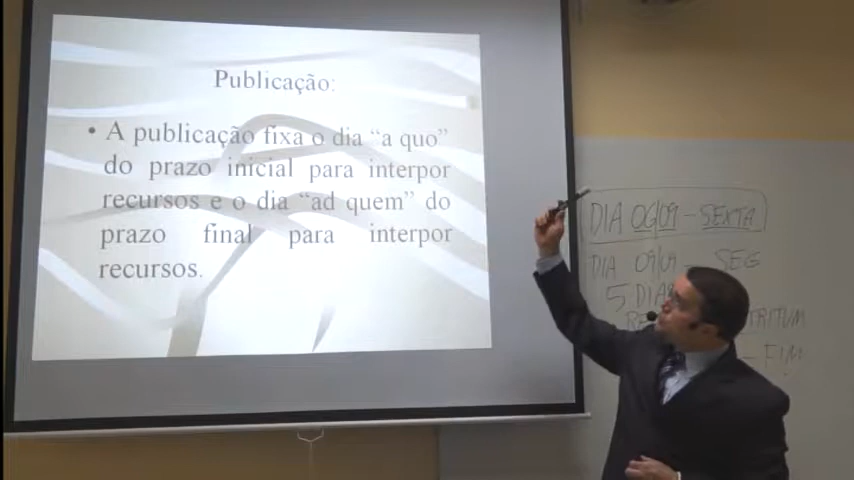 Publicação:
• A publicação fixa o dia “a quo”
do prazo inicial para interpor
recursos e o dia “ad quem” do
prazo final para interpor
recursos.
DIA 06/09 - SEXTA
DIA 09/09 - SEG
5 DIAS
- FIM